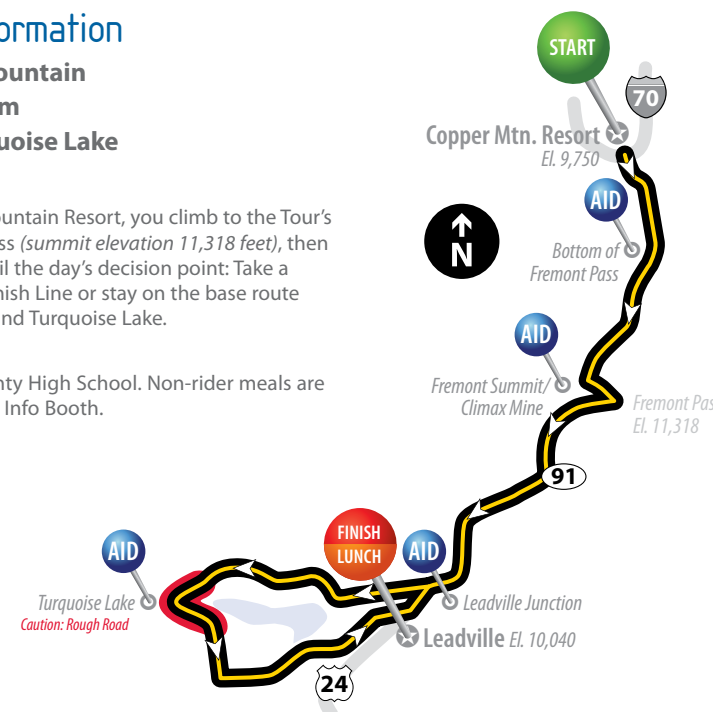 ormation
ountain
m
uoise Lake
ountain Resort, you climb to the Tour's
ss (summit elevation 11,318 feet), then
il the day's decision point: Take a
nish Line or stay on the base route
nd Turquoise Lake.
nty High School. Non-rider meals are
Info Booth.
START
70
Copper Mtn. Resort
El. 9,750
AID
N
Bottom of
Fremont Pass
AID
Fremont Summit/
Climax Mine
Fremont Pas
El. 11,318
91
FINISH
LUNCH
AID
AID
Turquoise Lake
Caution: Rough Road
Leadville Junction
Leadville El. 10,040
24